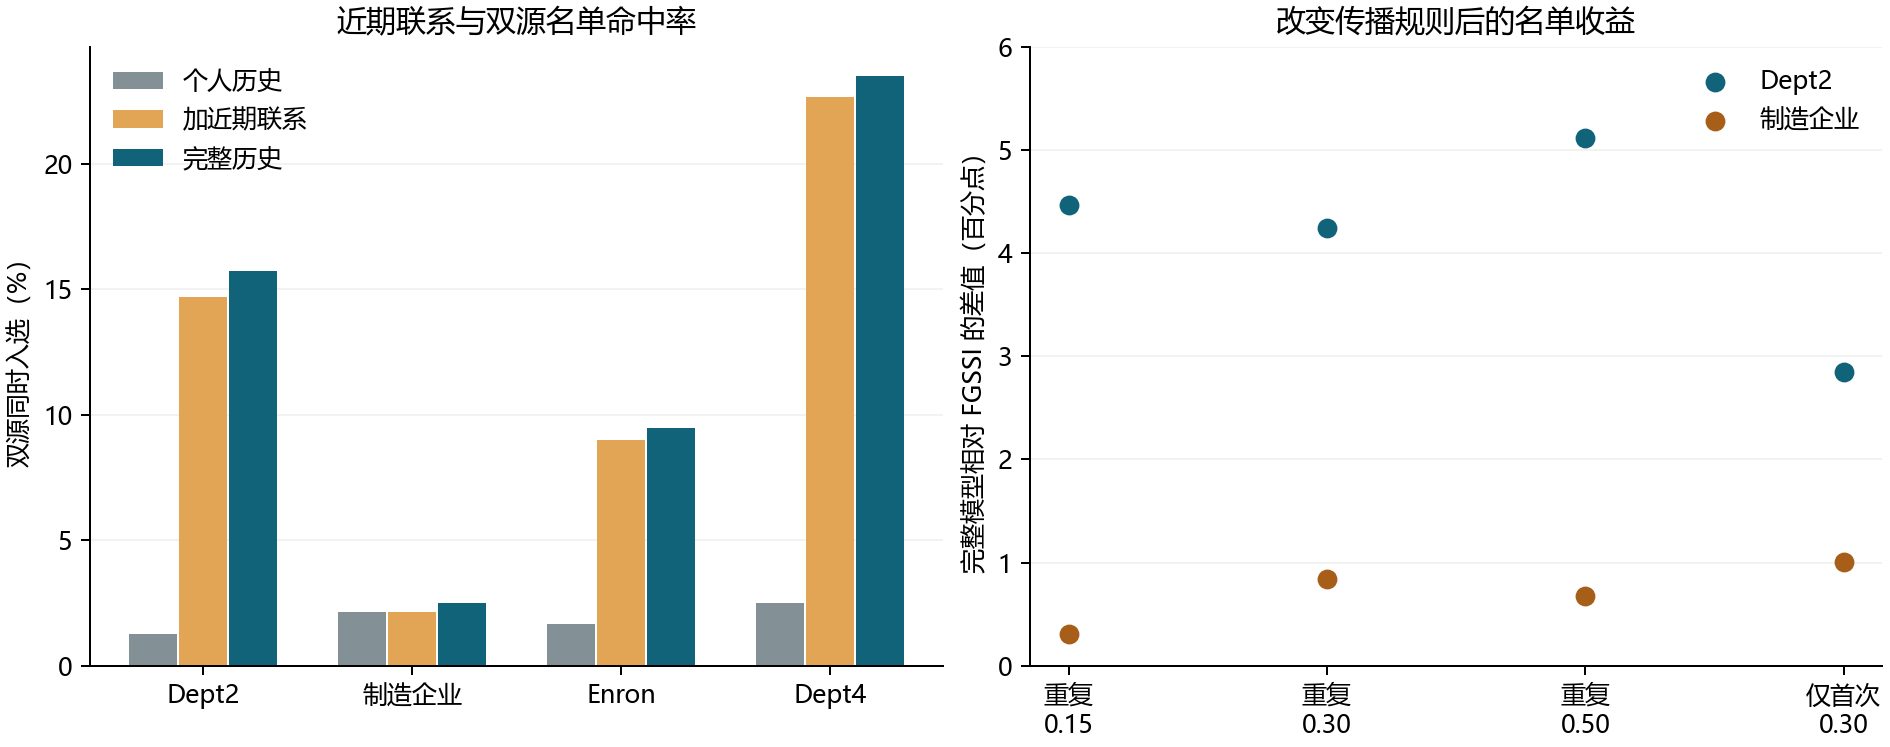 近期联系与双源名单命中率
双源同时入选（%）
个人历史
加近期联系
完整历史
20
15
10
5
0
Dept2
制造企业
Enron
Dept4
改变传播规则后的名单收益
完整模型相对 FGSSI 的差值（百分点）
Dept2
制造企业
6
5
4
3
2
1
0
重复
0.15
重复
0.30
重复
0.50
仅首次
0.30